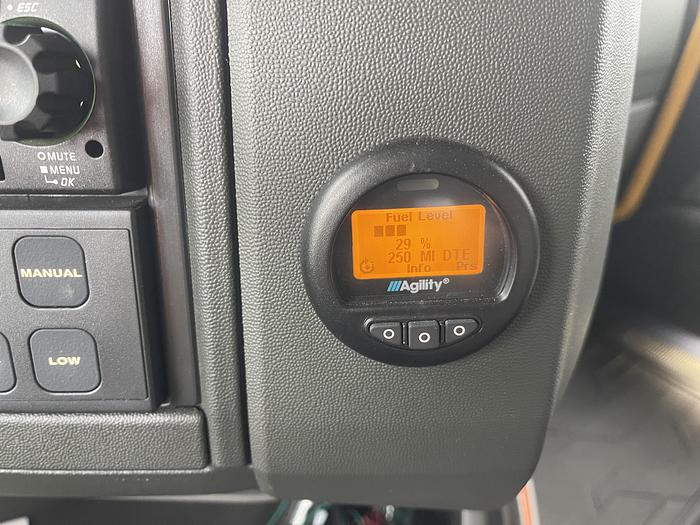 ESC
MUTE
MENU
OK
MANUAL
LOW
Fuel Level
29 %
250 MI DTE
Info Prs
Agility®